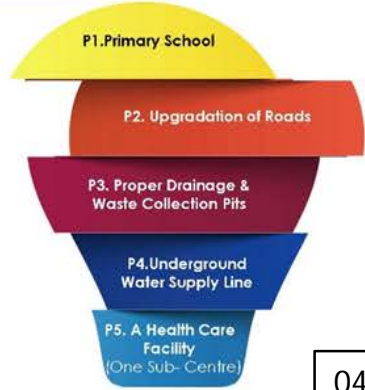 P1.Primary School
P2. Upgradation of Roads
P3. Proper Drainage &
Waste Collection Pits
P4.Underground
Water Supply Line
P5. A Health Care
Facility
(One Sub- Centre)
04